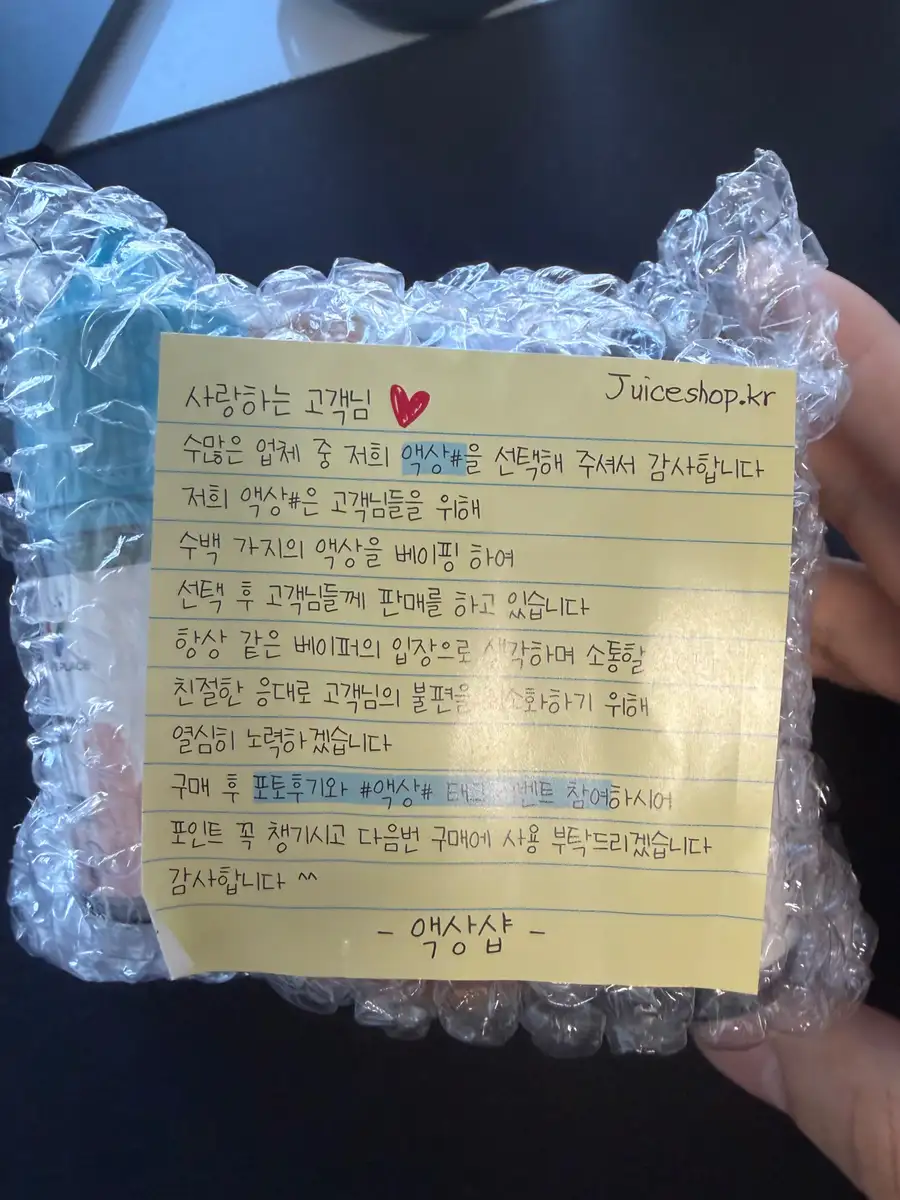 Juiceshop.kr
사랑하는 고객님
수많은 업체 중 저희 액상#을 선택해 주셔서 감사합니다
저희 액상#은 고객님들을 위해
수백 가지의 액상을 베이핑 하여
선택 후 고객님들께 판매를 하고 있습니다
항상 같은 베이퍼의 입장으로 생각하며 소통할
친절한 응대로 고객님의 불편을 위해
열심히 노력하겠습니다
구매 후 포토후기와 #액상# 참여하시어
포인트 꼭 챙기시고 다음번 구매에 사용 부탁드리겠습니다
감사합니다 ^^
- 액상샵 -